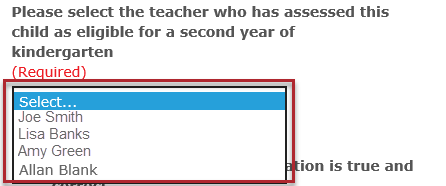 Please select the teacher who has assessed this
child as eligible for a second year of
kindergarten
(Required)
Select...
Joe Smith
Lisa Banks
Amy Green
Allan Blank
ation is true and